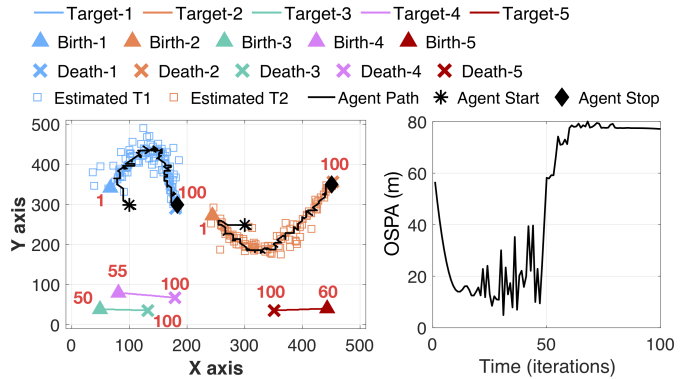 Target-1 Target-2 Target-3 Target-4 Target-5
Birth-1 Birth-2 Birth-3 Birth-4 Birth-5
Death-1 Death-2 Death-3 Death-4 Death-5
Estimated T1 Estimated T2 Agent Path Agent Start Agent Stop
500
400
300
200
100
0
Y axis
0 100 200 300 400 500
X axis
1
100
1
100
55
100
50
100
100
60
80
60
40
20
0
OSPA (m)
0 50 100
Time (iterations)